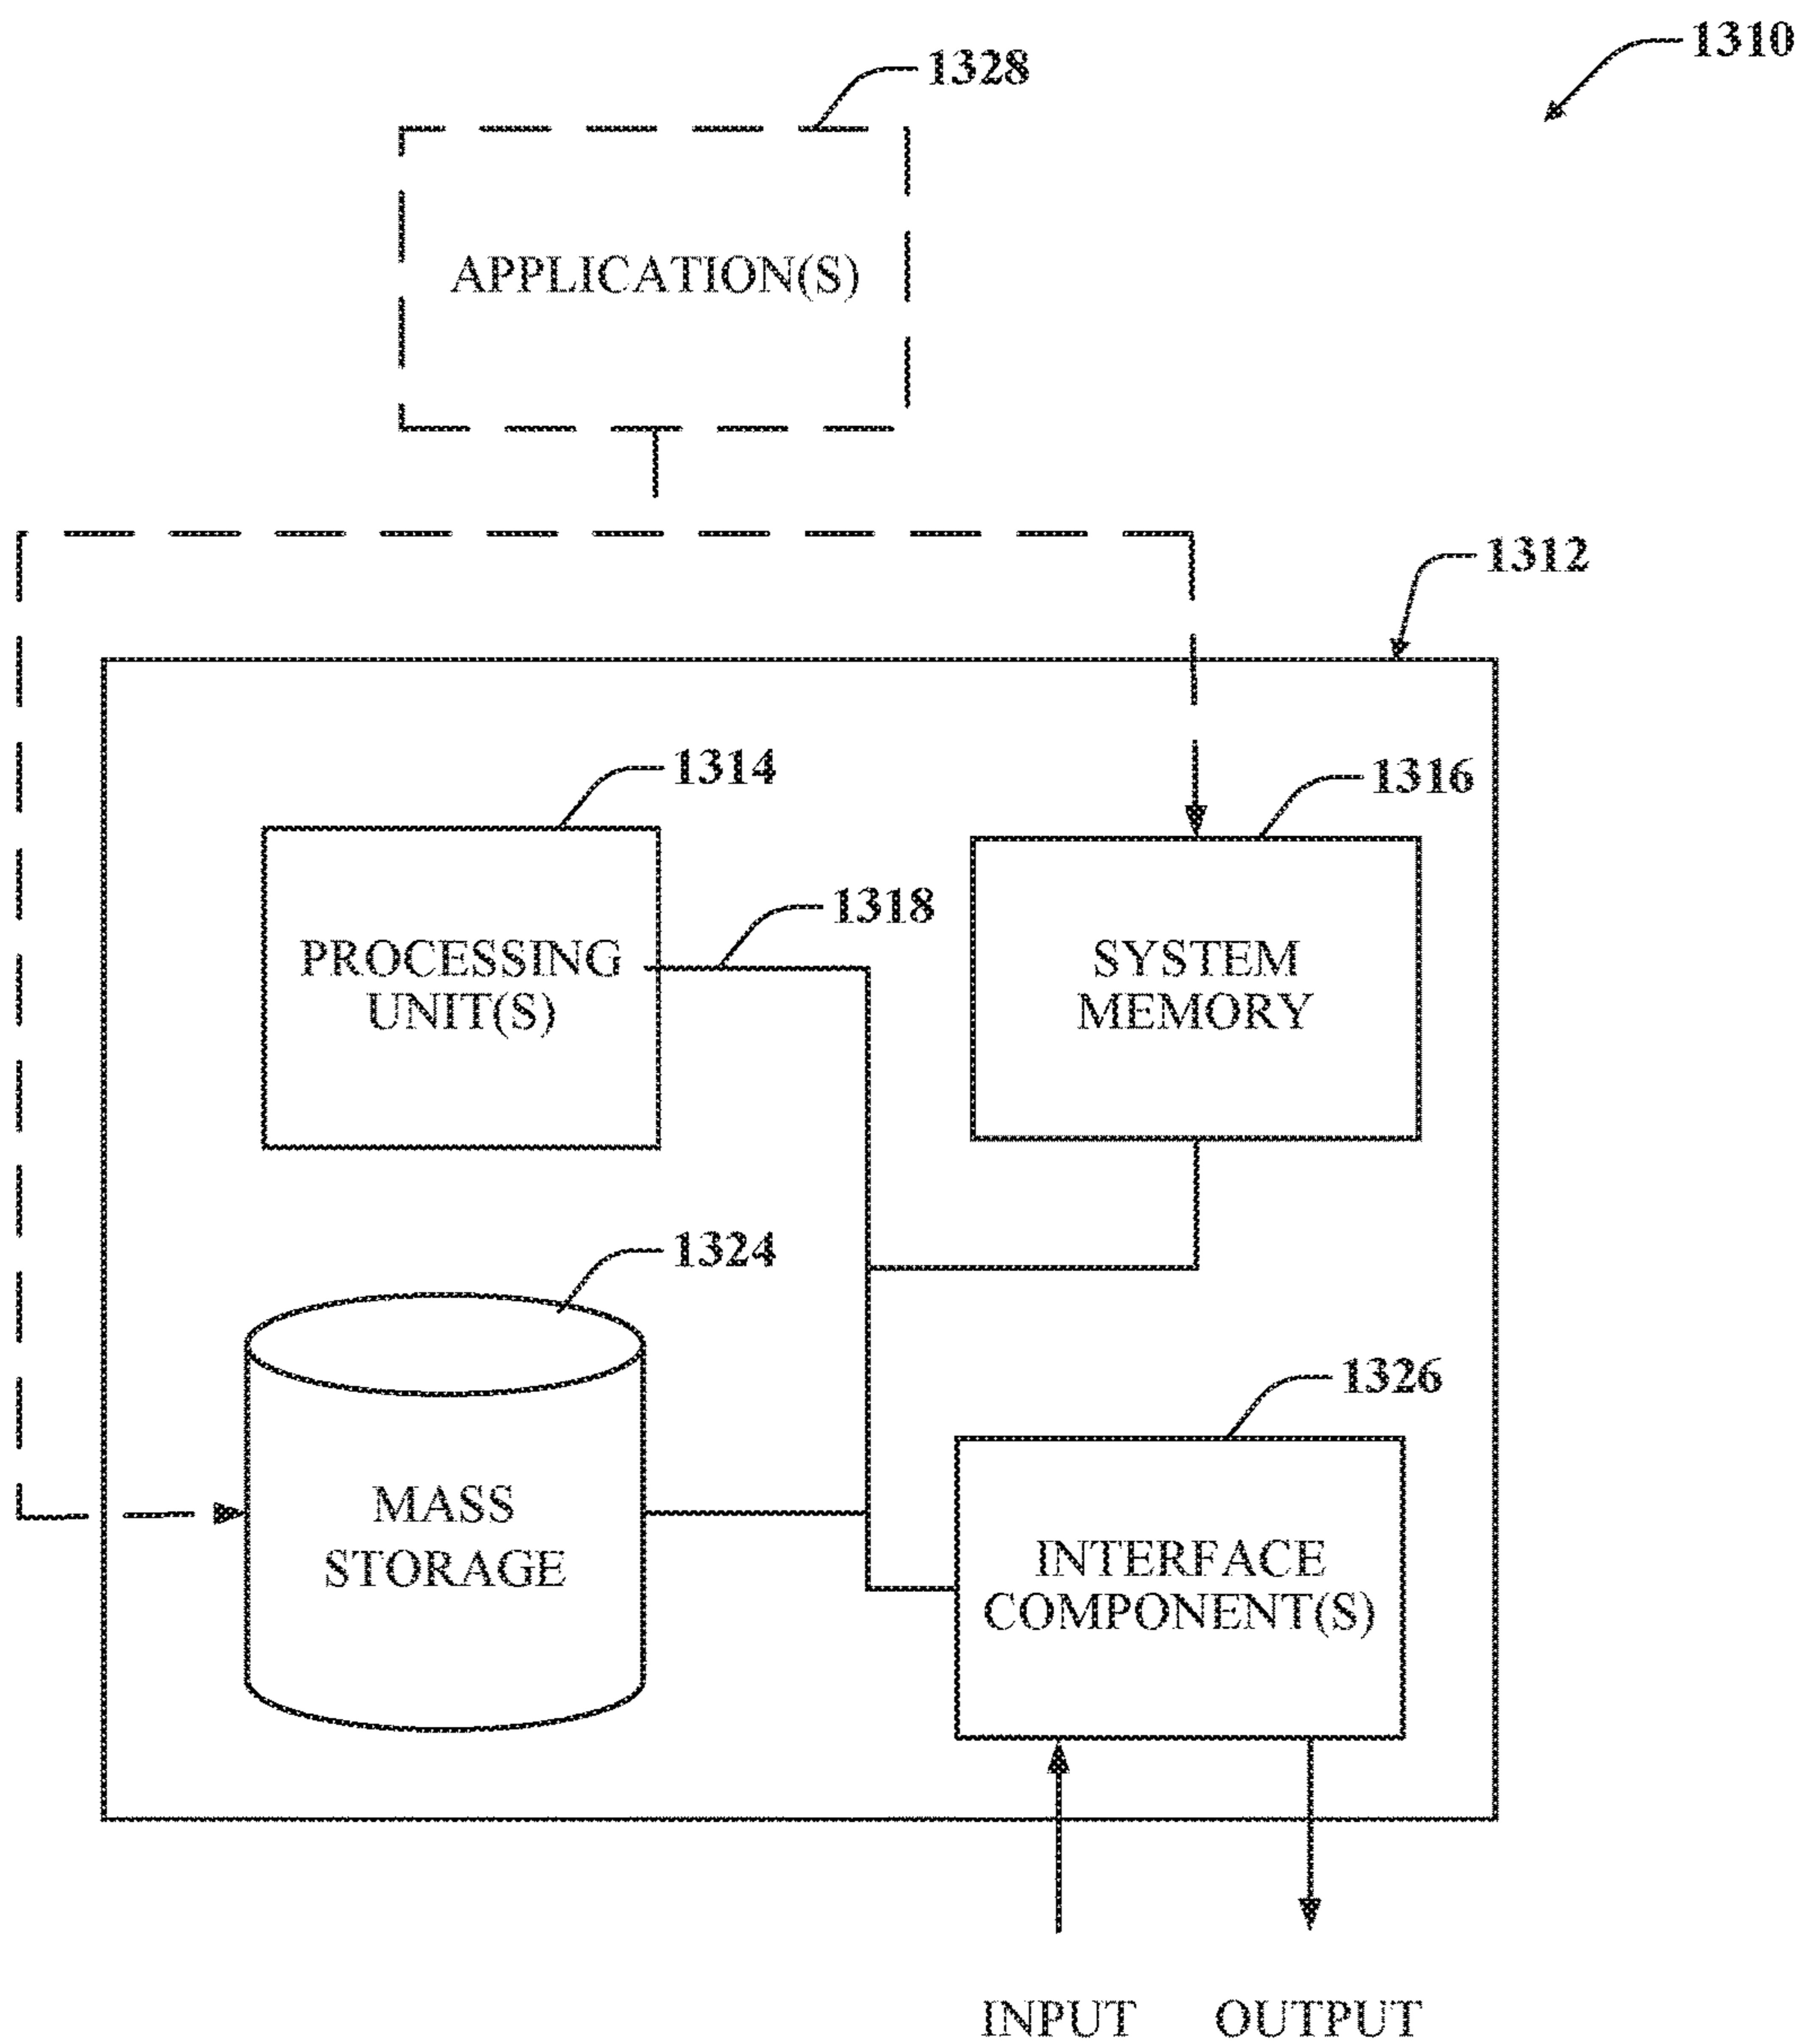 1310
1328
APPLICATION(S)
1312
1314
1316
1318
PROCESSING
UNIT(S)
SYSTEM
MEMORY
1324
1326
MASS
STORAGE
INTERFACE
COMPONENT(S)
INPUT
OUTPUT